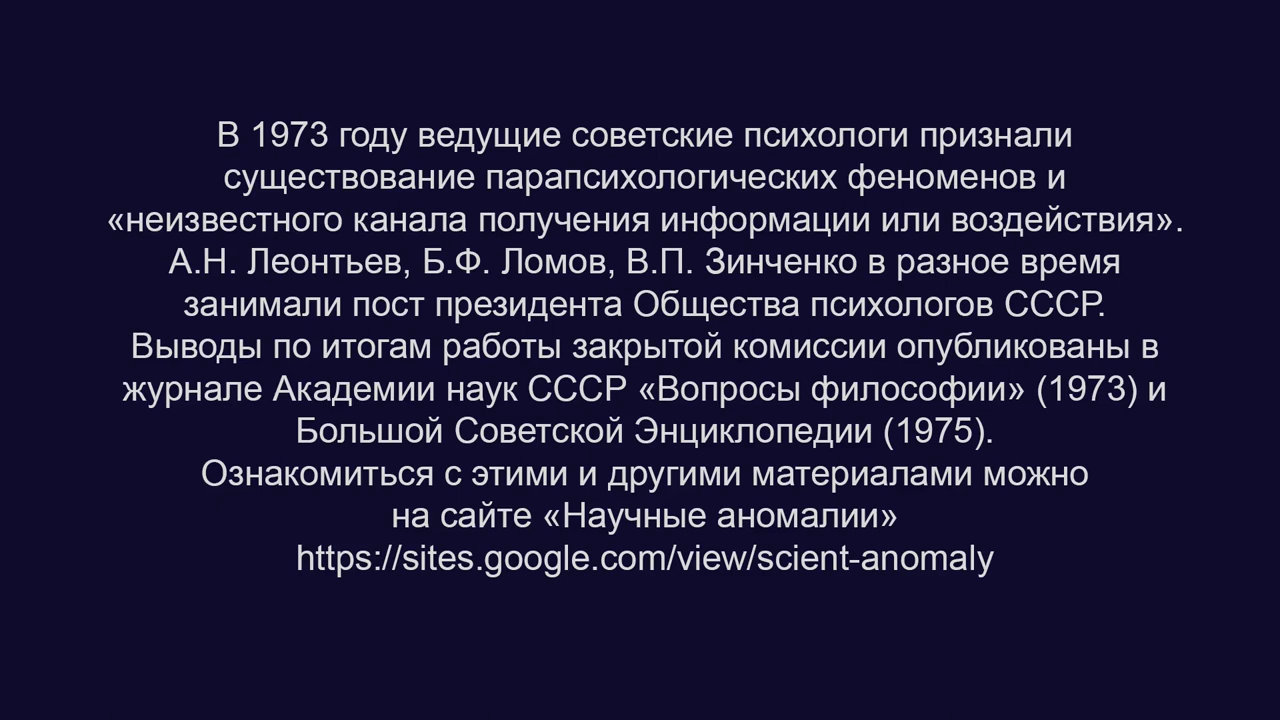 В 1973 году ведущие советские психологи признали
существование парапсихологических феноменов и
«неизвестного канала получения информации или воздействия».
А.Н. Леонтьев, Б.Ф. Ломов, В.П. Зинченко в разное время
занимали пост президента Общества психологов СССР.
Выводы по итогам работы закрытой комиссии опубликованы в
журнале Академии наук СССР «Вопросы философии» (1973) и
Большой Советской Энциклопедии (1975).
Ознакомиться с этими и другими материалами можно
на сайте «Научные аномалии»
https://sites.google.com/view/scient-anomaly